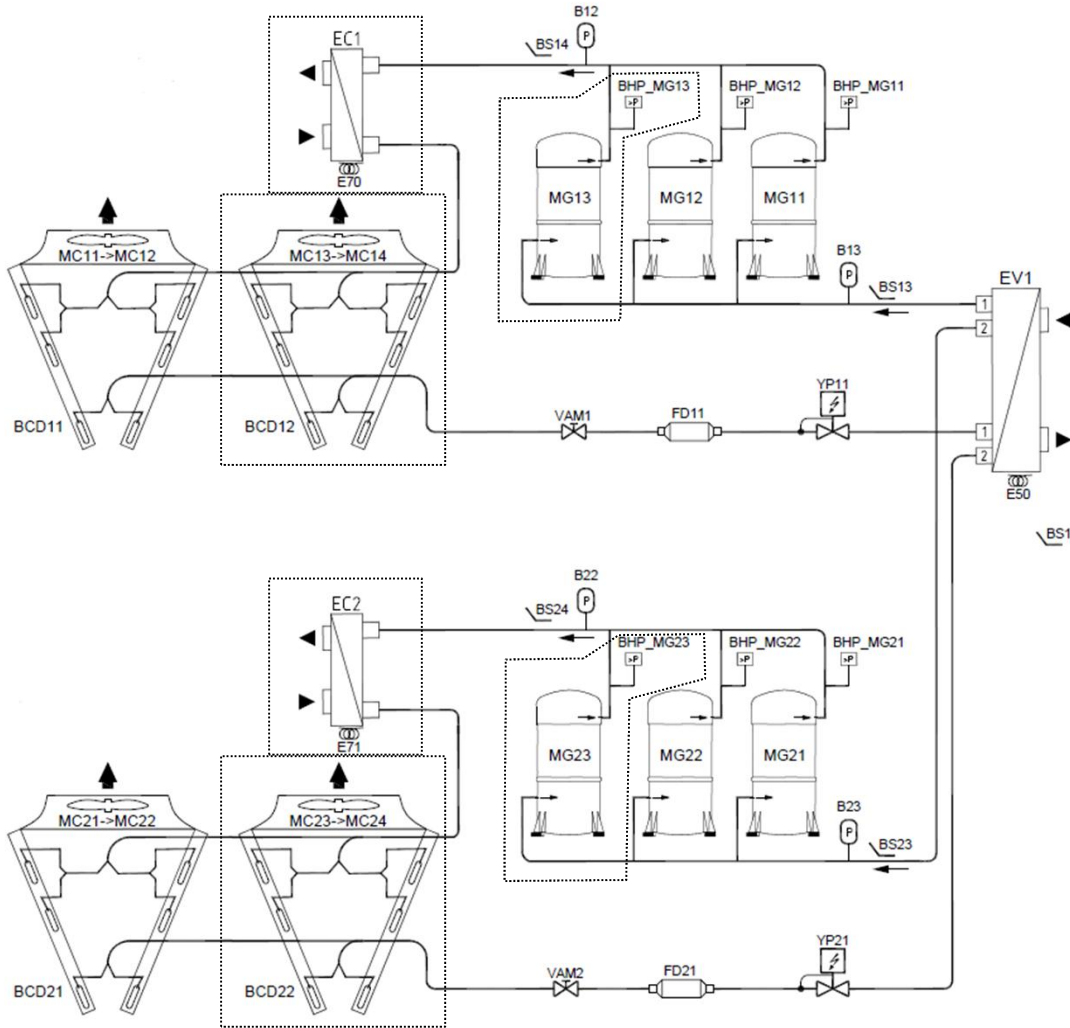 B12
EC1
BS14
P
BHP_MG13
BHP_MG12
BHP_MG11
>P
>P
>P
E70
MG13
MG12
MG11
MC11->MC12
MC13->MC14
B13
P
BS13
EV1
1
2
YP11
BCD11
BCD12
VAM1
FD11
1
2
E50
BS1
B22
EC2
BS24
P
BHP_MG23
BHP_MG22
BHP_MG21
>P
>P
>P
E71
MG23
MG22
MG21
MC21->MC22
MC23->MC24
B23
P
BS23
YP21
BCD21
BCD22
VAM2
FD21